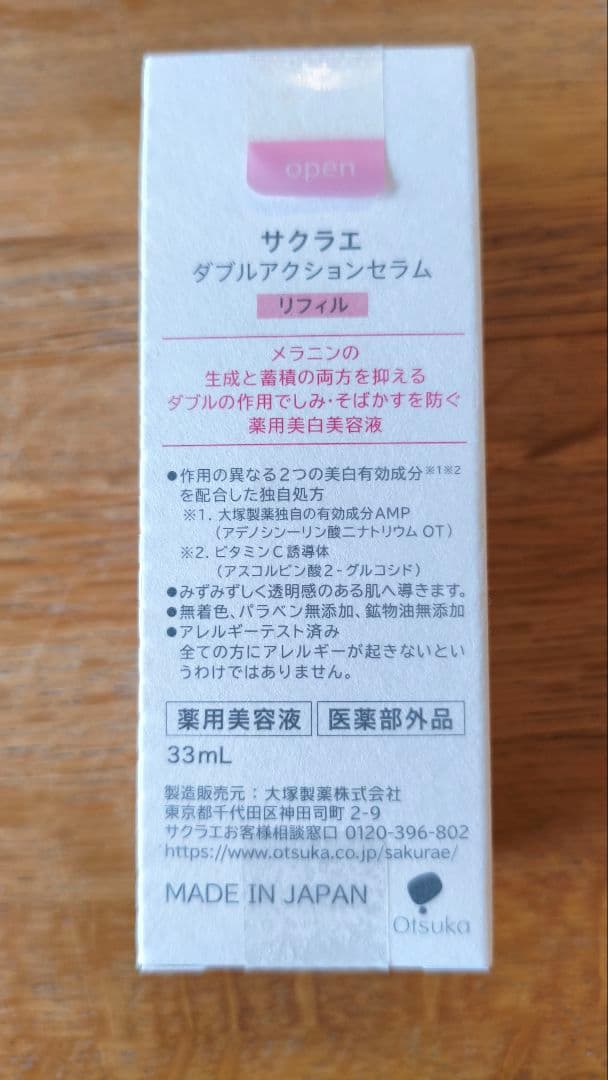 open
サクラエ
ダブルアクションセラム
リフィル
メラニンの
生成と蓄積の両方を抑える
ダブルの作用でしみ・そばかすを防ぐ
薬用美白美容液
●作用の異なる2つの美白有効成分※1※2
を配合した独自処方
※1. 大塚製薬独自の有効成分AMP
（アデノシン一リン酸二ナトリウム OT）
※2. ビタミンC誘導体
（アスコルビン酸2-グルコシド）
●みずみずしく透明感のある肌へ導きます。
●無着色、パラベン無添加、鉱物油無添加
●アレルギーテスト済み
全ての方にアレルギーが起きないとい
うわけではありません。
薬用美容液 医薬部外品
33mL
製造販売元：大塚製薬株式会社
東京都千代田区神田司町 2-9
サクラエお客様相談窓口 0120-396-802
https://www.otsuka.co.jp/sakurae/
MADE IN JAPAN
Otsuka